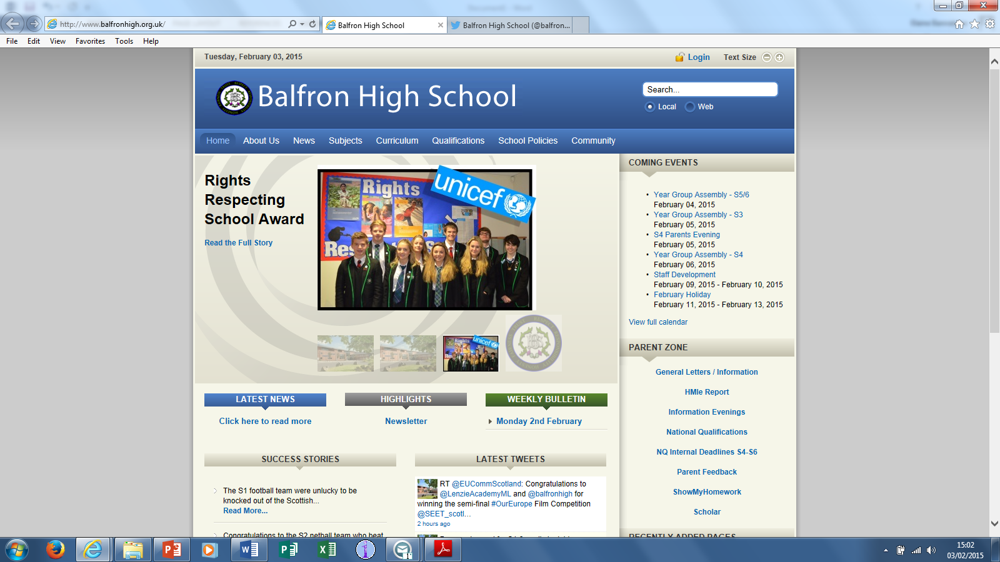 http://www.balfronhigh.org.uk/
Balfron High School
Balfron High School (@balfron...
File Edit View Favorites Tools Help
Tuesday, February 03, 2015
Login
Text Size
Balfron High School
Search...
Local Web
Home About Us News Subjects Curriculum Qualifications School Policies Community
Rights
Respecting
School Award
Read the Full Story
Rights
unicef
Res
COMING EVENTS
Year Group Assembly - S5/6
February 04, 2015
Year Group Assembly - S3
February 05, 2015
S4 Parents Evening
February 05, 2015
Year Group Assembly - S4
February 06, 2015
Staff Development
February 09, 2015 - February 10, 2015
February Holiday
February 11, 2015 - February 13, 2015
View full calendar
PARENT ZONE
General Letters / Information
HMIe Report
Information Evenings
National Qualifications
NQ Internal Deadlines S4-S6
Parent Feedback
ShowMyHomework
Scholar
RECENTLY ADDED PAGES
Rights
unicef
LATEST NEWS
Click here to read more
HIGHLIGHTS
Newsletter
WEEKLY BULLETIN
Monday 2nd February
SUCCESS STORIES
The S1 football team were unlucky to be
knocked out of the Scottish...
Read More...
Congratulations to the S2 netball team who beat
LATEST TWEETS
RT @EUCommScotland: Congratulations to
@LenzieAcademyML and @balfronhigh for
winning the semi-final #OurEurope Film Competition
@SEET_scotl...
2 hours ago
15:02
03/02/2015